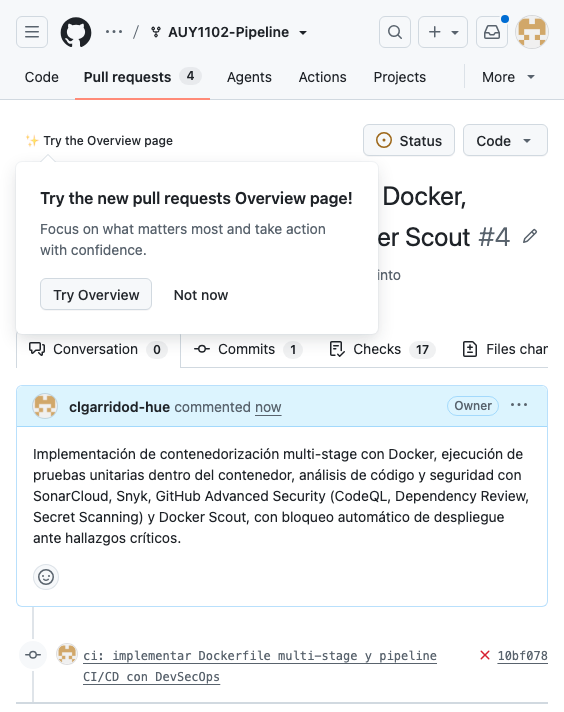 AUY1102-Pipeline
Code Pull requests 4 Agents Actions Projects More
✨ Try the Overview page
Status Code
Try the new pull requests Overview page!
Focus on what matters most and take action
with confidence.
Try Overview Not now
Docker,
er Scout #4
into
Conversation 0 Commits 1 Checks 17 Files chan
clgarridod-hue commented now Owner
Implementación de contenedorización multi-stage con Docker, ejecución de
pruebas unitarias dentro del contenedor, análisis de código y seguridad con
SonarCloud, Snyk, GitHub Advanced Security (CodeQL, Dependency Review,
Secret Scanning) y Docker Scout, con bloqueo automático de despliegue
ante hallazgos críticos.
ci: implementar Dockerfile multi-stage y pipeline 10bf078
CI/CD con DevSecOps